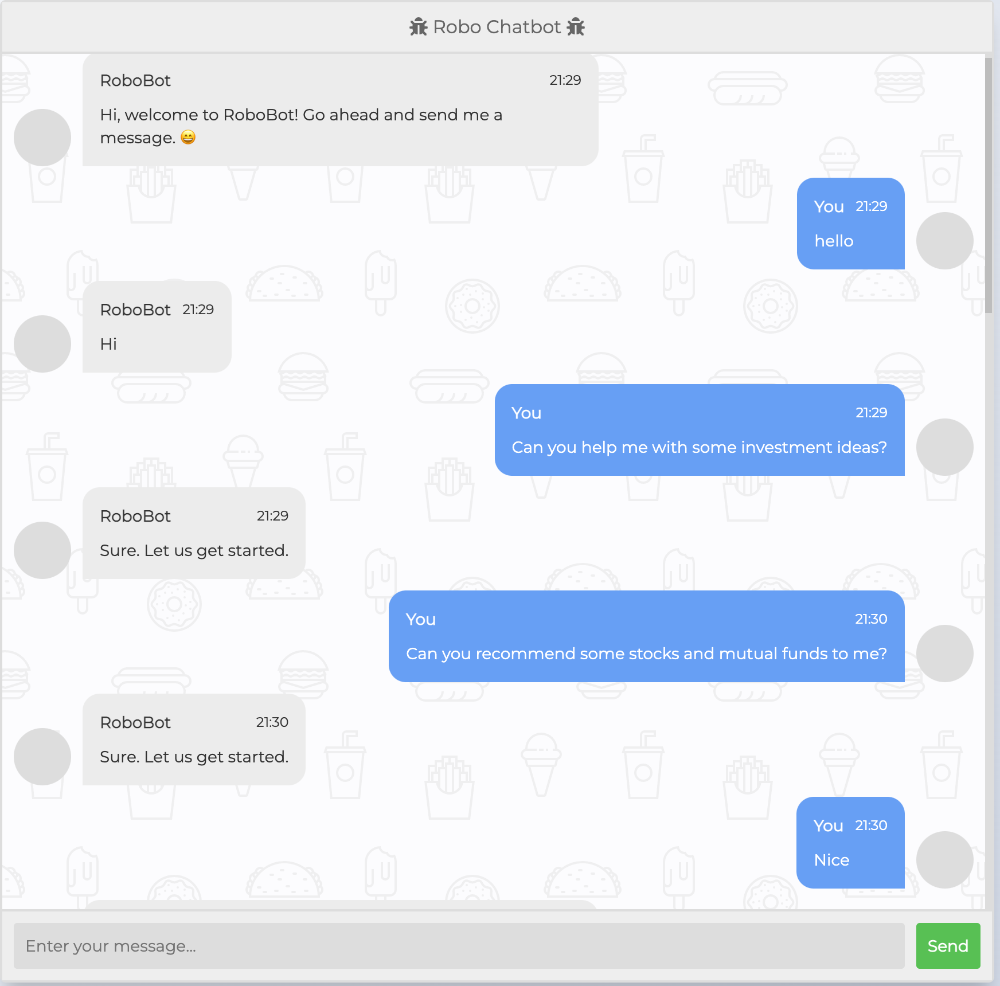 Robo Chatbot
RoboBot 21:29
Hi, welcome to RoboBot! Go ahead and send me a
message. 😄
You 21:29
hello
RoboBot 21:29
Hi
You 21:29
Can you help me with some investment ideas?
RoboBot 21:29
Sure. Let us get started.
You 21:30
Can you recommend some stocks and mutual funds to me?
RoboBot 21:30
Sure. Let us get started.
You 21:30
Nice
Enter your message...
Send